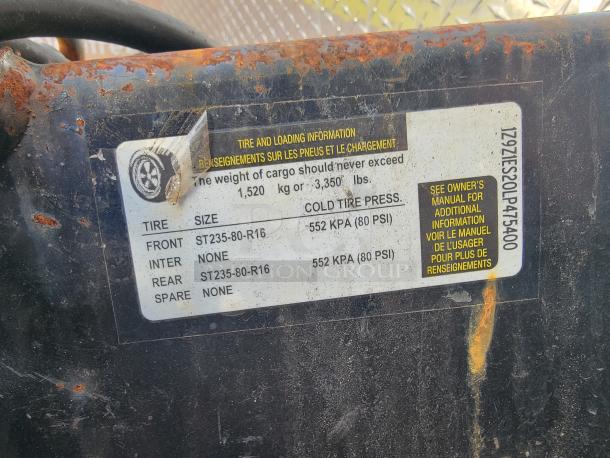 TIRE AND LOADING INFORMATION
RENSEIGNEMENTS SUR LES PNEUS ET LE CHARGEMENT
The weight of cargo should never exceed
1,520 kg or 3,350 lbs.
TIRE SIZE COLD TIRE PRESS.
FRONT ST235-80-R16 552 KPA (80 PSI)
INTER NONE
REAR ST235-80-R16 552 KPA (80 PSI)
SPARE NONE
SEE OWNER'S
MANUAL FOR
ADDITIONAL
INFORMATION
VOIR LE MANUEL
DE L'USAGER
POUR PLUS DE
RENSEIGNEMENTS
GROUP